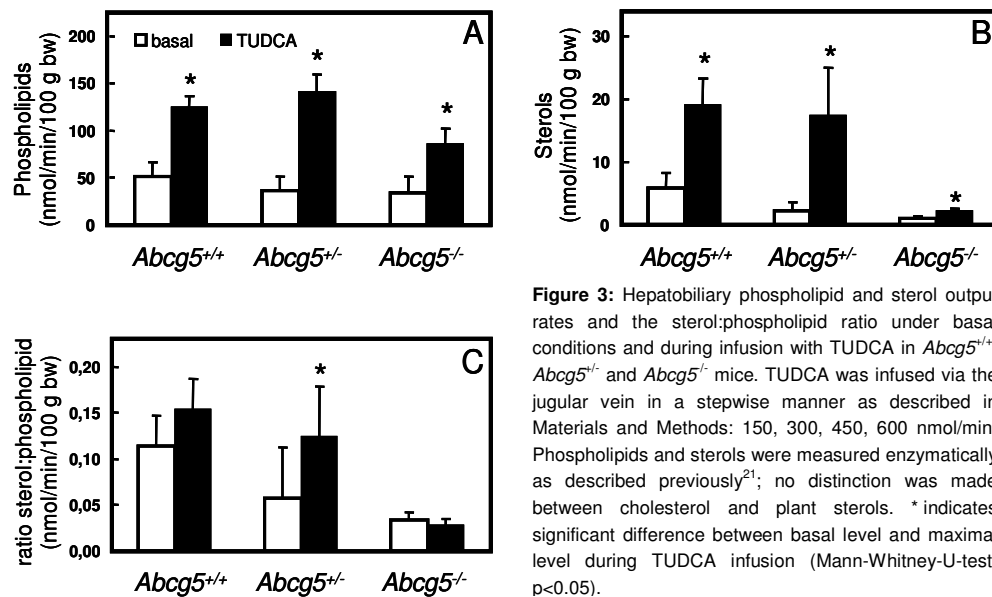 A
200
150
100
50
0
Phospholipids
(nmol/min/100 g bw)
basal TUDCA
* * *
Abcg5+/+ Abcg5+/- Abcg5-/-
B
30
20
10
0
Sterols
(nmol/min/100 g bw)
* * *
Abcg5+/+ Abcg5+/- Abcg5-/-
C
0,20
0,15
0,10
0,05
0,00
ratio sterol:phospholipid
(nmol/min/100 g bw)
*
Abcg5+/+ Abcg5+/- Abcg5-/-
Figure 3: Hepatobiliary phospholipid and sterol outpu
rates and the sterol:phospholipid ratio under basa
conditions and during infusion with TUDCA in Abcg5+/+
Abcg5+/- and Abcg5-/- mice. TUDCA was infused via the
jugular vein in a stepwise manner as described in
Materials and Methods: 150, 300, 450, 600 nmol/min
Phospholipids and sterols were measured enzymatically
as described previously21; no distinction was made
between cholesterol and plant sterols. * indicates
significant difference between basal level and maxima
level during TUDCA infusion (Mann-Whitney-U-test
p<0.05).